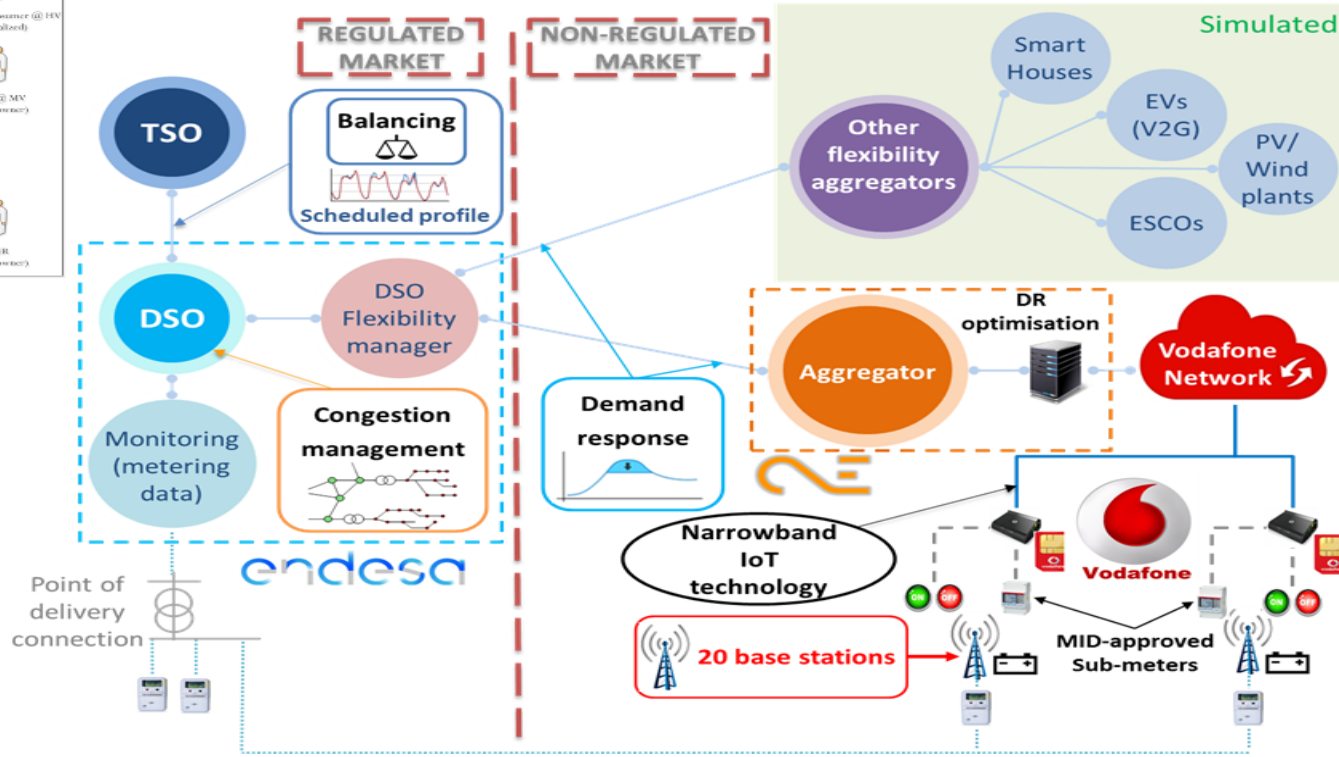 @ HV
@ MV
REGULATED
MARKET
NON-REGULATED
MARKET
Simulated
TSO
Balancing
Scheduled profile
Other
flexibility
aggregators
Smart
Houses
EVs
(V2G)
PV/
Wind
plants
ESCOs
DSO
DSO
Flexibility
manager
Aggregator
DR
optimisation
Vodafone
Network
Monitoring
(metering
data)
Congestion
management
Demand
response
endesa
Narrowband
IoT
technology
Vodafone
ON
OFF
ON
OFF
Point of
delivery
connection
20 base stations
MID-approved
Sub-meters